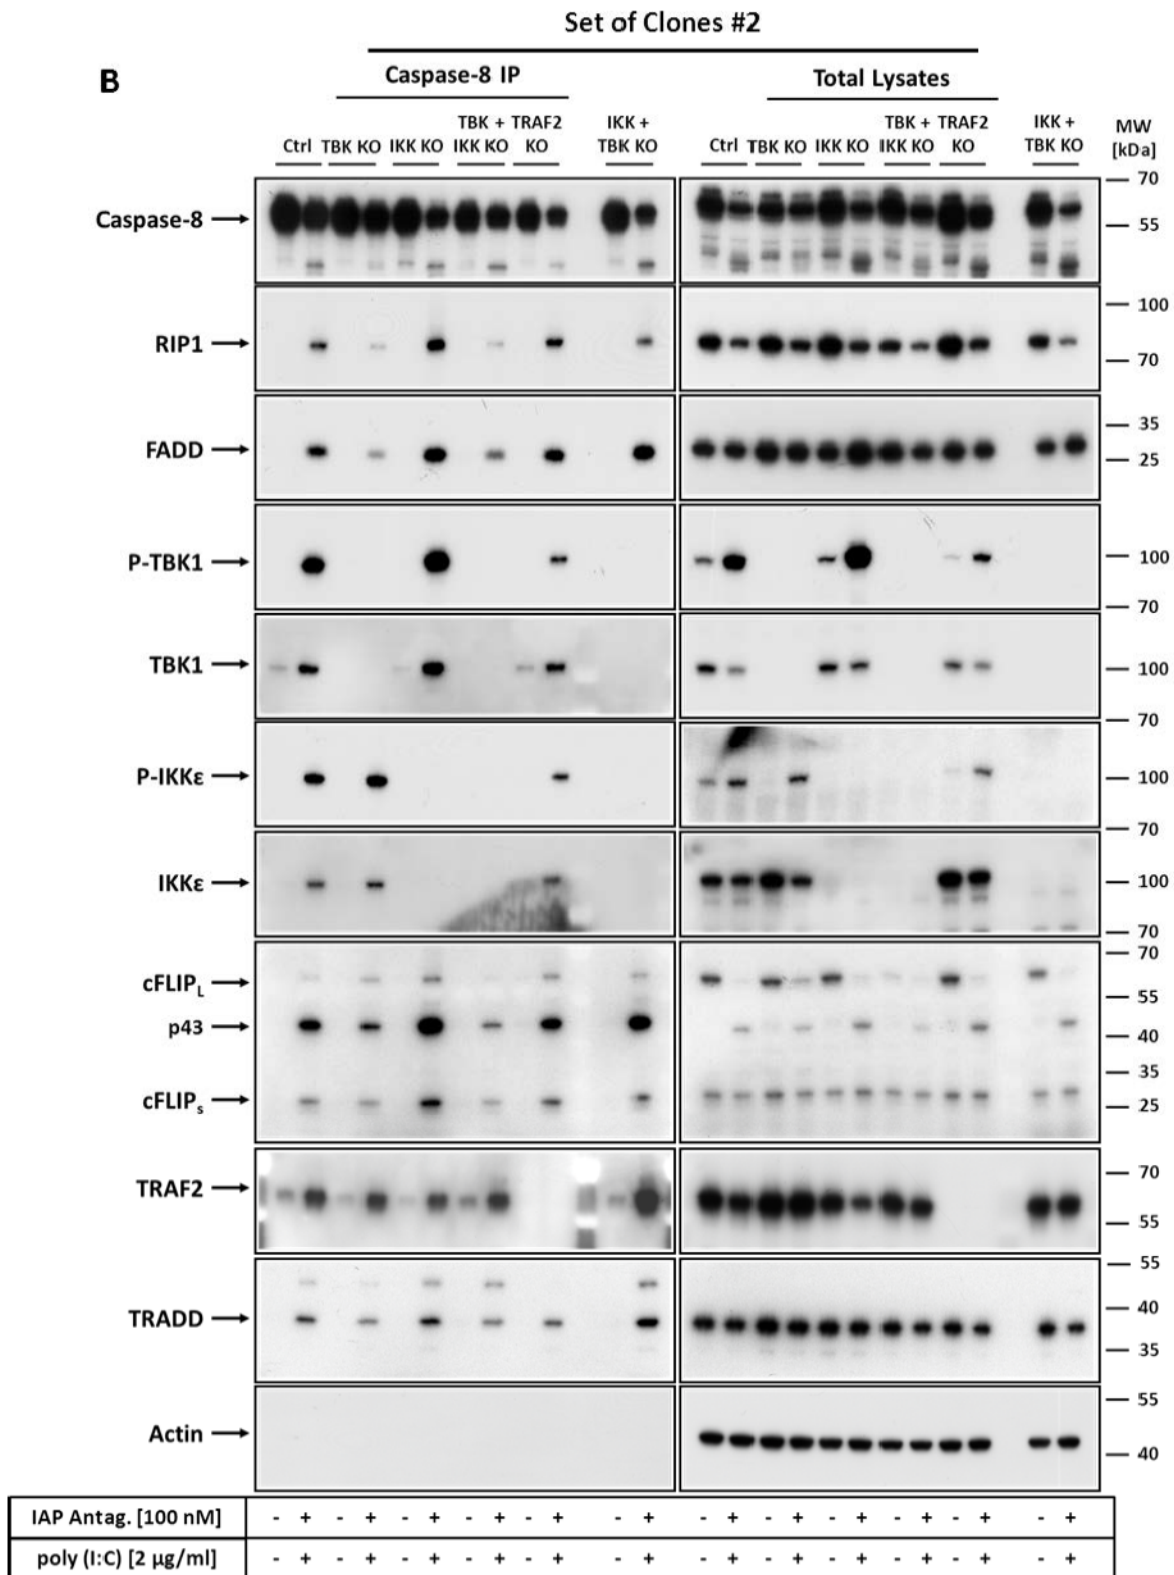 Set of Clones #2
B
Caspase-8 IP
Total Lysates
TBK + TRAF2
IKK +
TBK + TRAF2
IKK +
MW
Ctrl TBK KO IKK KO IKK KO KO
TBK KO
Ctrl TBK KO IKK KO IKK KO KO
TBK KO
[kDa]
70
Caspase-8
55
100
RIP1
70
35
FADD
25
P-TBK1
100
70
TBK1
100
70
P-IKKε
100
70
IKKε
100
70
70
cFLIPL
55
p43
40
35
cFLIPs
25
70
TRAF2
55
55
TRADD
40
35
55
Actin
40
IAP Antag. [100 nM] - + - + - + - + - + - + - + - + - + - + - + - +
poly (I:C) [2 µg/ml] - + - + - + - + - + - + - + - + - + - + - + - +